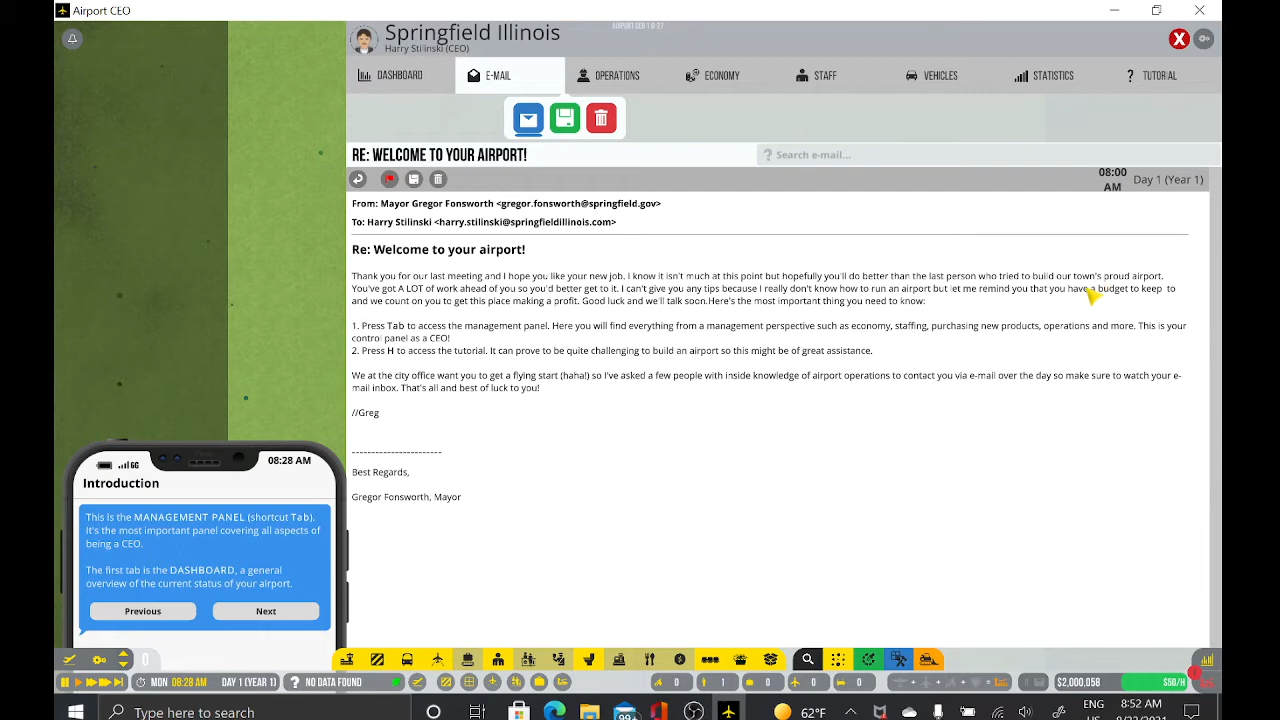 Airport CEO
AIRPORT CEO 1.0-27
Springfield Illinois
Harry Stilinski (CEO)
DASHBOARD
E-MAIL
OPERATIONS
ECONOMY
STAFF
VEHICLES
STATISTICS
? TUTORIAL
RE: WELCOME TO YOUR AIRPORT!
? Search e-mail...
08:00 AM Day 1 (Year 1)
From: Mayor Gregor Fonsworth <gregor.fonsworth@springfield.gov>
To: Harry Stilinski <harry.stilinski@springfieldillinois.com>
Re: Welcome to your airport!
Thank you for our last meeting and I hope you like your new job. I know it isn't much at this point but hopefully you'll do better than the last person who tried to build our town's proud airport.
You've got A LOT of work ahead of you so you'd better get to it. I can't give you any tips because I really don't know how to run an airport but let me remind you that you have a budget to keep to
and we count on you to get this place making a profit. Good luck and we'll talk soon.Here's the most important thing you need to know:
1. Press Tab to access the management panel. Here you will find everything from a management perspective such as economy, staffing, purchasing new products, operations and more. This is your
control panel as a CEO!
2. Press H to access the tutorial. It can prove to be quite challenging to build an airport so this might be of great assistance.
We at the city office want you to get a flying start (haha!) so I've asked a few people with inside knowledge of airport operations to contact you via e-mail over the day so make sure to watch your e-
mail inbox. That's all and best of luck to you!
//Greg
-----------------------
Best Regards,
Gregor Fonsworth, Mayor
6G
08:28 AM
Introduction
This is the MANAGEMENT PANEL (shortcut Tab).
It's the most important panel covering all aspects of
being a CEO.
The first tab is the DASHBOARD, a general
overview of the current status of your airport.
Previous
Next
0
MON 08:28 AM DAY 1 (YEAR 1)
? NO DATA FOUND
0
1
0
0
0
0
$2,000,058
$50/H
Type here to search
99+
62°F
ENG
8:52 AM